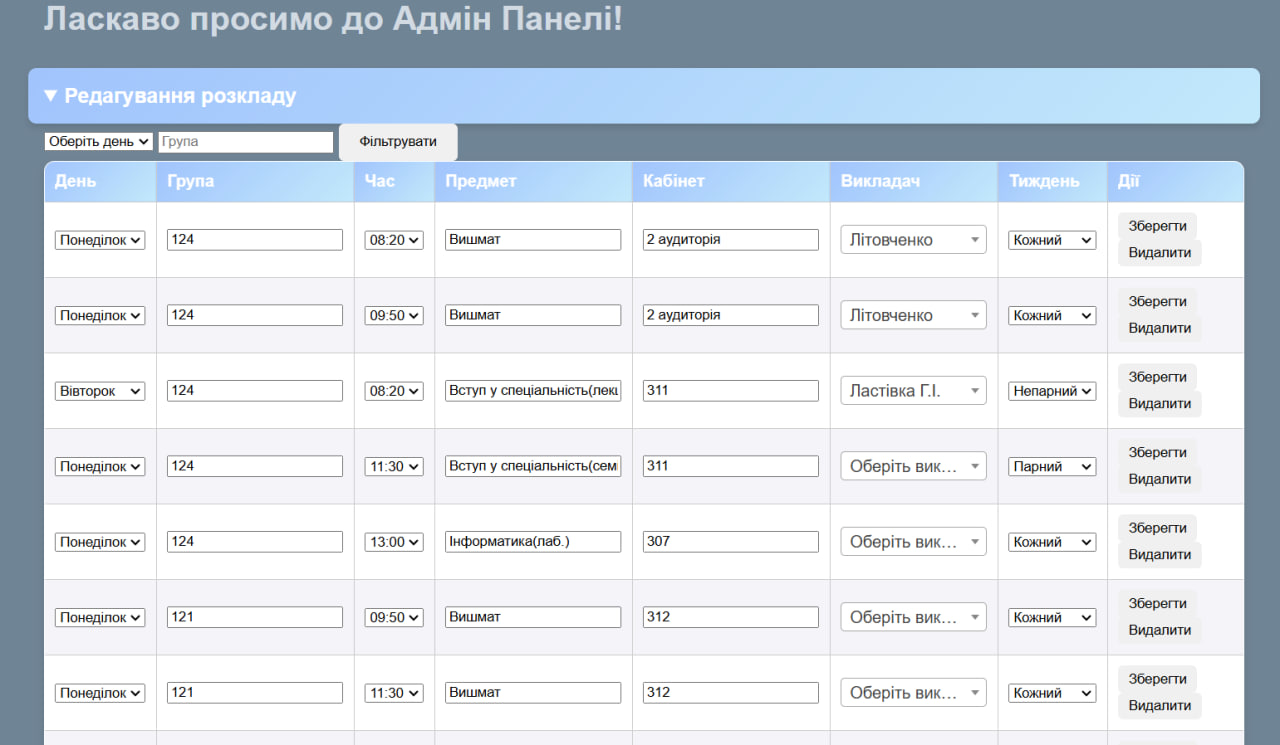 Ласкаво просимо до Адмін Панелі!
▼ Редагування розкладу
Оберіть день Група Фільтрувати
День Група Час Предмет Кабінет Викладач Тиждень Дії
Понеділок 124 08:20 Вишмат 2 аудиторія Літовченко Кожний Зберегти
Видалити
Понеділок 124 09:50 Вишмат 2 аудиторія Літовченко Кожний Зберегти
Видалити
Вівторок 124 08:20 Вступ у спеціальність(лекц 311 Ластівка Г.І. Непарний Зберегти
Видалити
Понеділок 124 11:30 Вступ у спеціальність(семі 311 Оберіть вик... Парний Зберегти
Видалити
Понеділок 124 13:00 Інформатика(лаб.) 307 Оберіть вик... Кожний Зберегти
Видалити
Понеділок 121 09:50 Вишмат 312 Оберіть вик... Кожний Зберегти
Видалити
Понеділок 121 11:30 Вишмат 312 Оберіть вик... Кожний Зберегти
Видалити